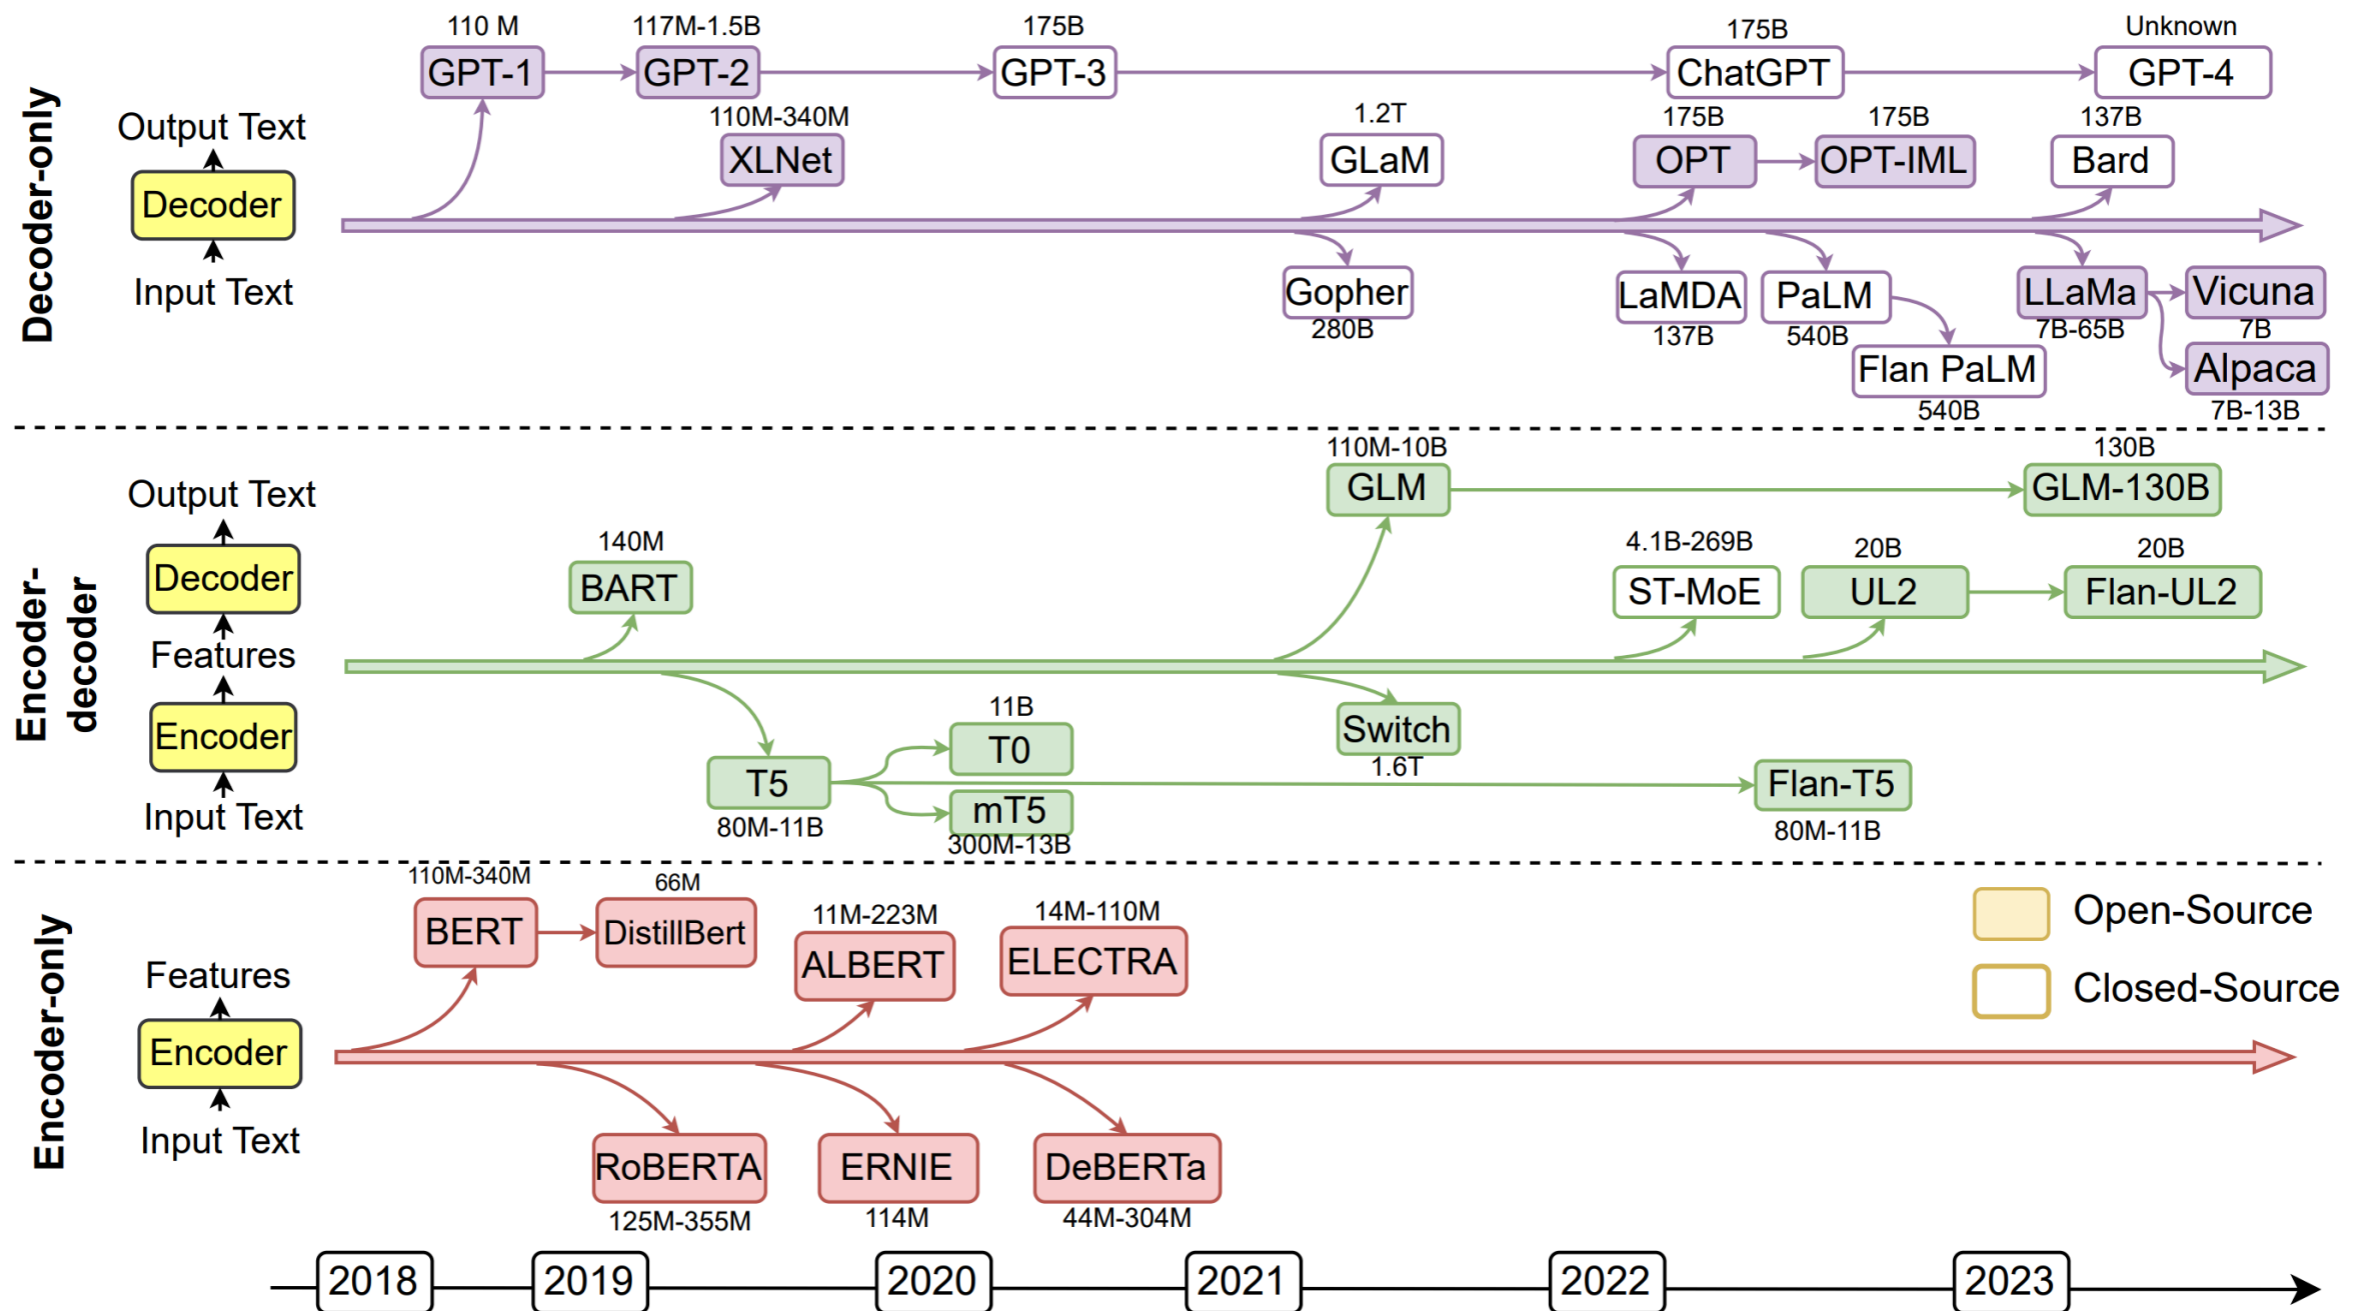 Decoder-only
Output Text
Decoder
Input Text
110 M
GPT-1
117M-1.5B
GPT-2
175B
GPT-3
175B
ChatGPT
Unknown
GPT-4
110M-340M
XLNet
1.2T
GLaM
175B
OPT
175B
OPT-IML
137B
Bard
Gopher
280B
LaMDA
137B
PaLM
540B
Flan PaLM
540B
LLaMa
7B-65B
Vicuna
7B
Alpaca
7B-13B
Encoder-
decoder
Output Text
Decoder
Features
Encoder
Input Text
110M-10B
GLM
130B
GLM-130B
140M
BART
4.1B-269B
ST-MoE
20B
UL2
20B
Flan-UL2
T5
80M-11B
11B
T0
mT5
300M-13B
Switch
1.6T
Flan-T5
80M-11B
Encoder-only
Features
Encoder
Input Text
110M-340M
BERT
66M
DistillBert
11M-223M
ALBERT
14M-110M
ELECTRA
RoBERTA
125M-355M
ERNIE
114M
DeBERTa
44M-304M
Open-Source
Closed-Source
2018
2019
2020
2021
2022
2023